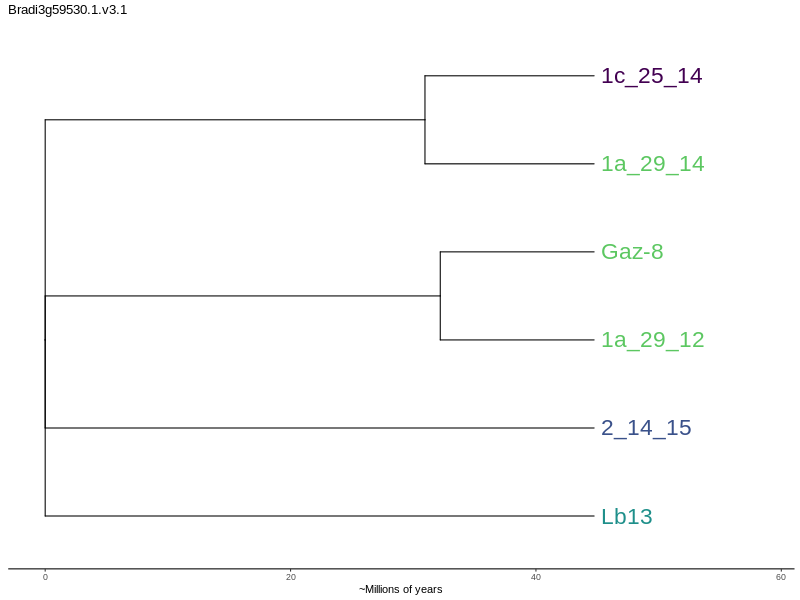 Bradi3g59530.1.v3.1
1c_25_14
1a_29_14
Gaz-8
1a_29_12
2_14_15
Lb13
0 20 40 60
~Millions of years